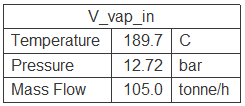 V_vap_in
Temperature 189.7 C
Pressure 12.72 bar
Mass Flow 105.0 tonne/h